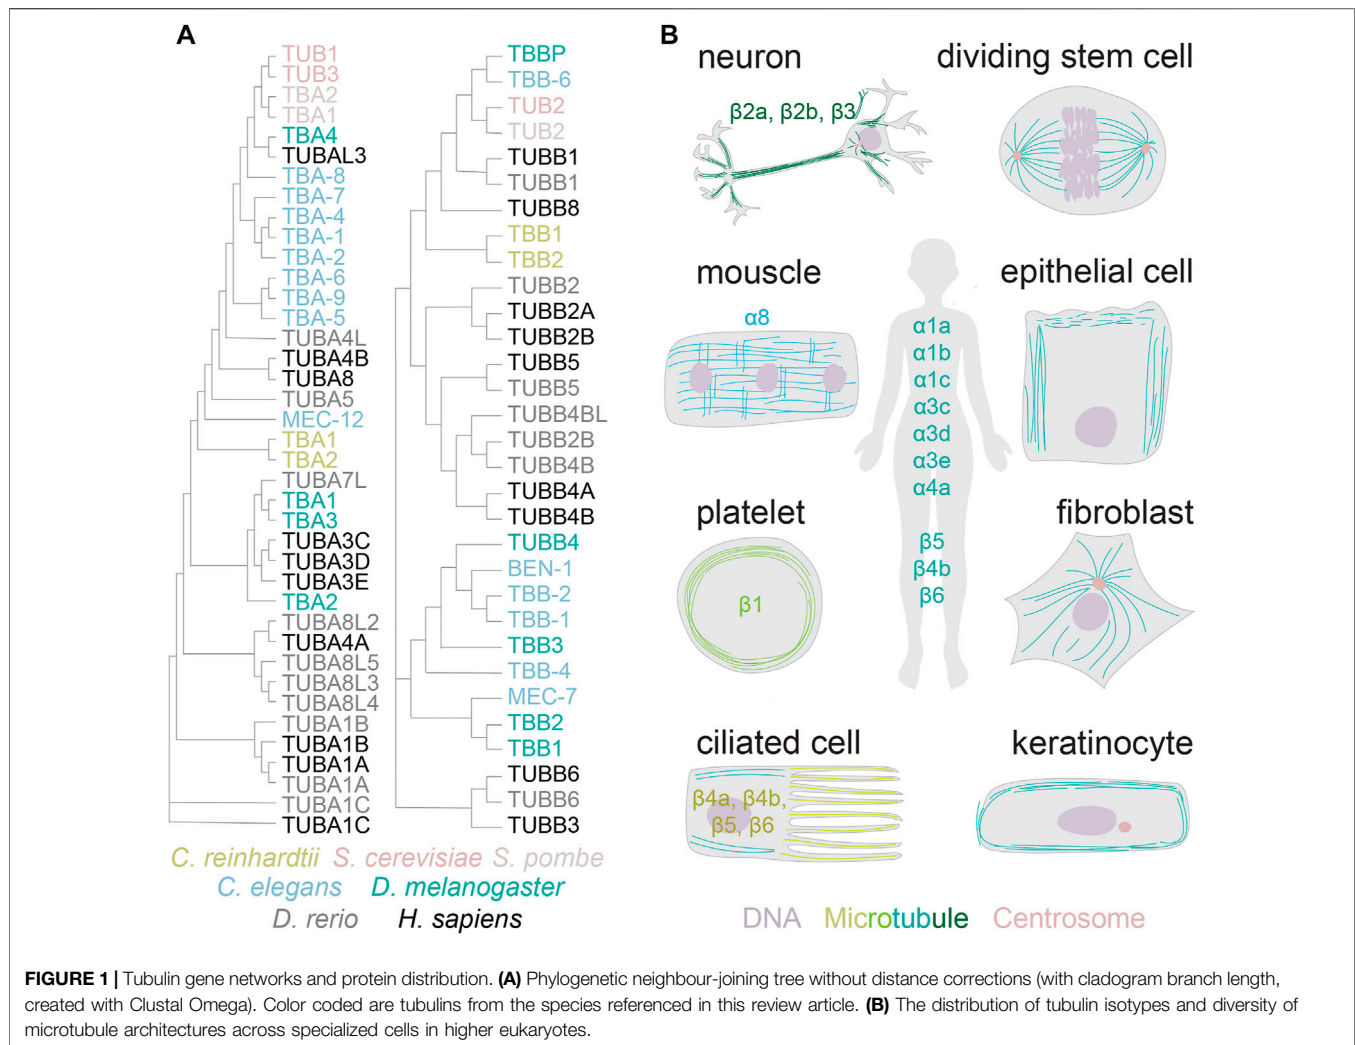 A
TUB1
TUB3
TBA2
TBA1
TBA4
TUBAL3
TBA-8
TBA-7
TBA-4
TBA-1
TBA-2
TBA-6
TBA-9
TBA-5
TUBA4L
TUBA4B
TUBA8
TUBA5
MEC-12
TBA1
TBA2
TUBA7L
TBA1
TBA3
TUBA3C
TUBA3D
TUBA3E
TBA2
TUBA8L2
TUBA4A
TUBA8L5
TUBA8L3
TUBA8L4
TUBA1B
TUBA1B
TUBA1A
TUBA1A
TUBA1C
TUBA1C
TBBP
TBB-6
TUB2
TUB2
TUBB1
TUBB1
TUBB8
TBB1
TBB2
TUBB2
TUBB2A
TUBB2B
TUBB5
TUBB5
TUBB4BL
TUBB2B
TUBB4B
TUBB4A
TUBB4B
TUBB4
BEN-1
TBB-2
TBB-1
TBB3
TBB-4
MEC-7
TBB2
TBB1
TUBB6
TUBB6
TUBB3
C. reinhardtii S. cerevisiae S. pombe
C. elegans D. melanogaster
D. rerio H. sapiens
B
neuron
β2a, β2b, β3
dividing stem cell
mouscle
α8
epithelial cell
α1a
α1b
α1c
α3c
α3d
α3e
α4a
β5
β4b
β6
platelet
β1
fibroblast
ciliated cell
β4a, β4b,
β5, β6
keratinocyte
DNA Microtubule Centrosome
FIGURE 1 | Tubulin gene networks and protein distribution. (A) Phylogenetic neighbour-joining tree without distance corrections (with cladogram branch length,
created with Clustal Omega). Color coded are tubulins from the species referenced in this review article. (B) The distribution of tubulin isotypes and diversity of
microtubule architectures across specialized cells in higher eukaryotes.